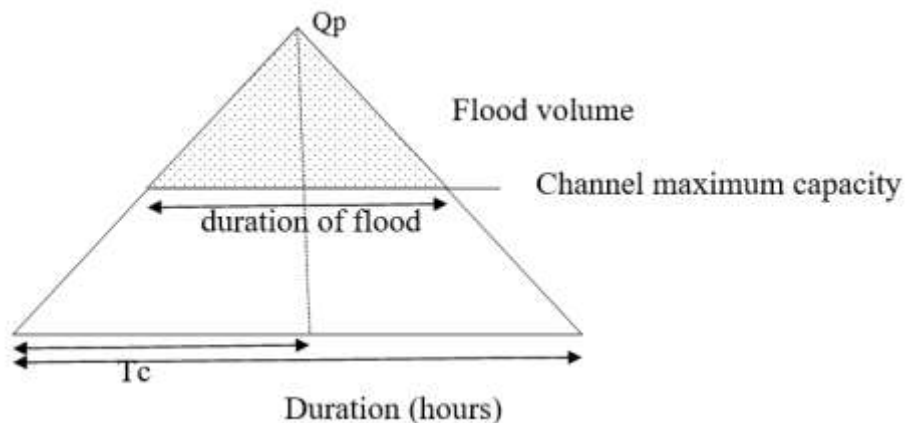 Qp
Flood volume
Channel maximum capacity
duration of flood
Tc
Duration (hours)